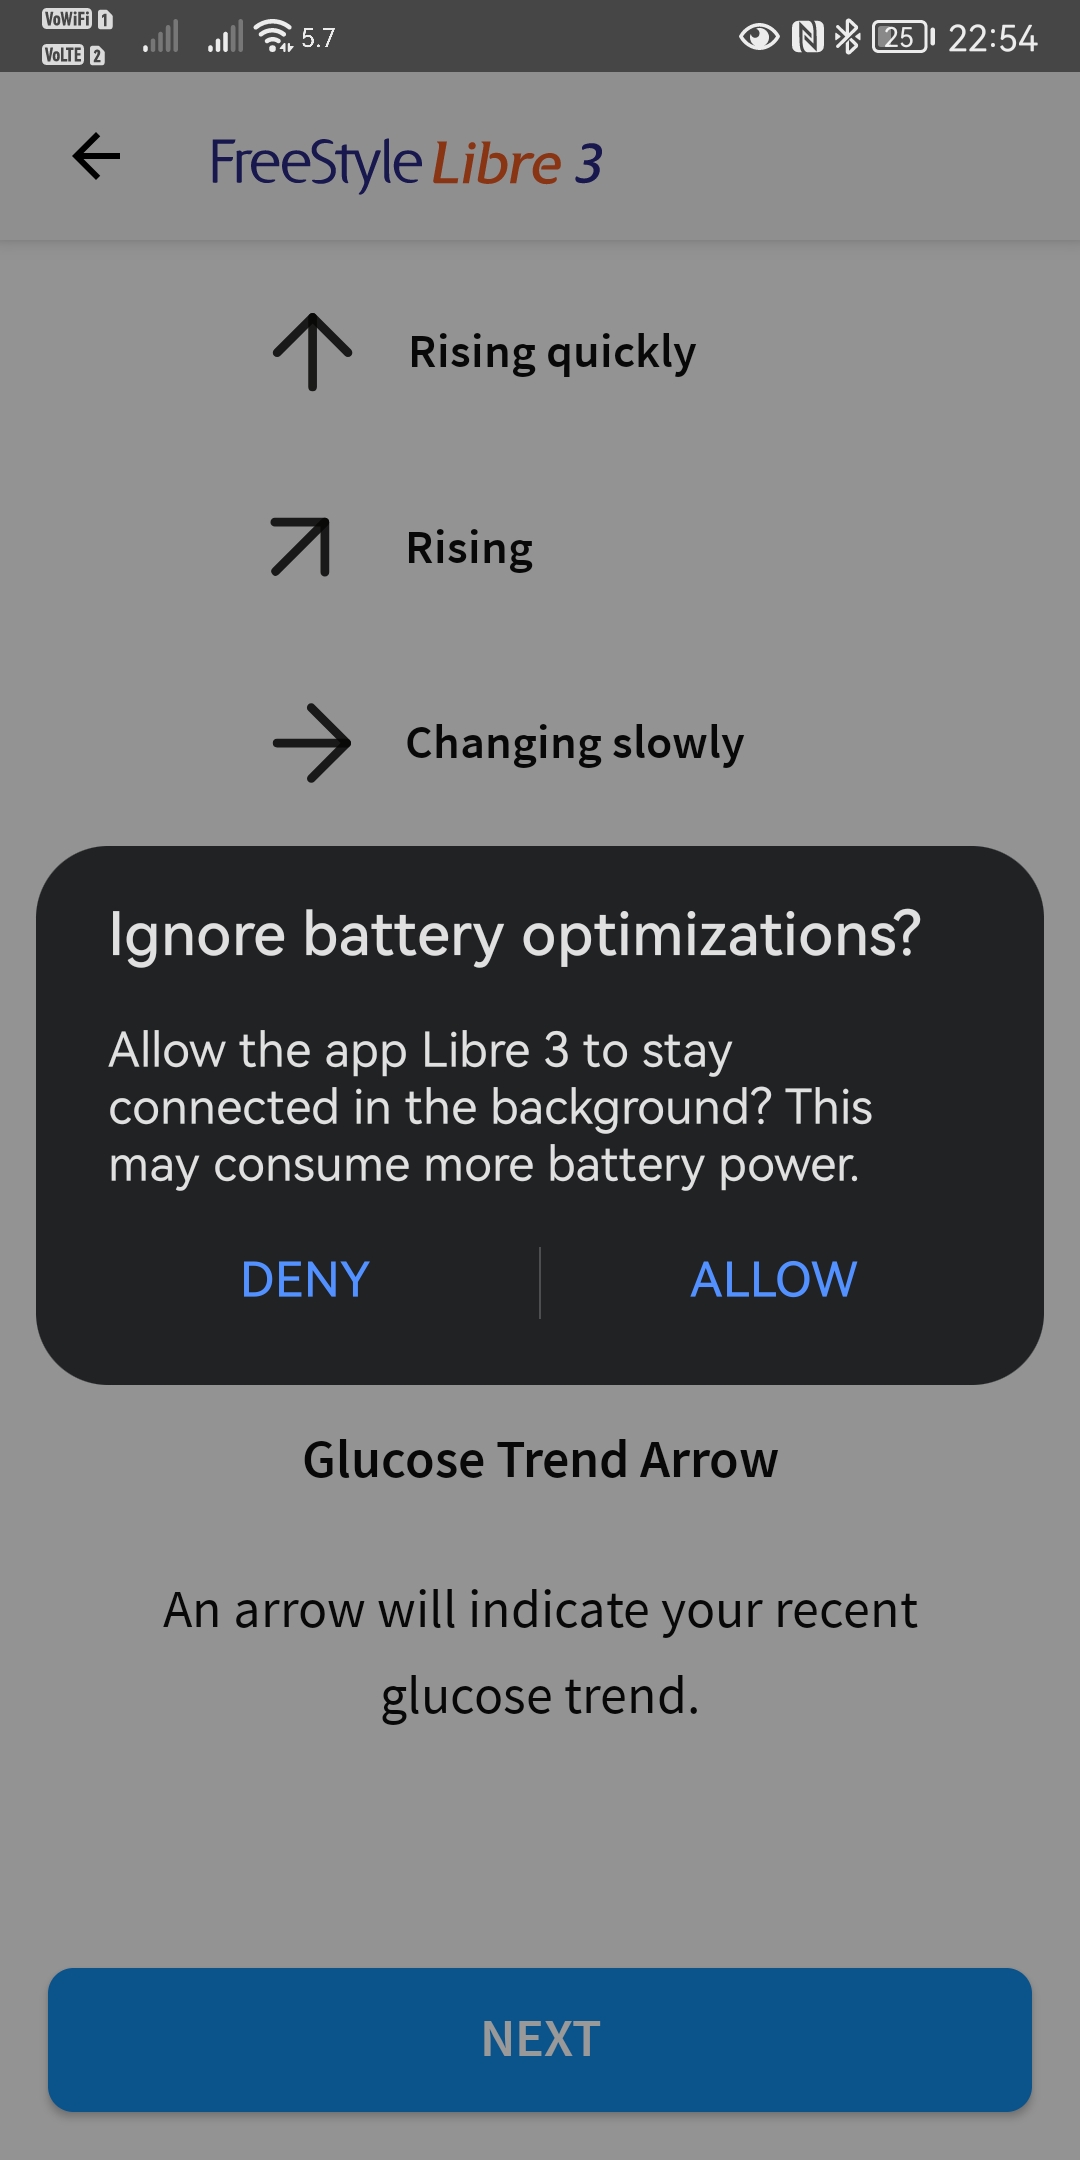 VoWiFi 1
VoLTE 2
5.7
25
22:54
FreeStyle Libre 3
Rising quickly
Rising
Changing slowly
Ignore battery optimizations?
Allow the app Libre 3 to stay
connected in the background? This
may consume more battery power.
DENY
ALLOW
Glucose Trend Arrow
An arrow will indicate your recent
glucose trend.
NEXT